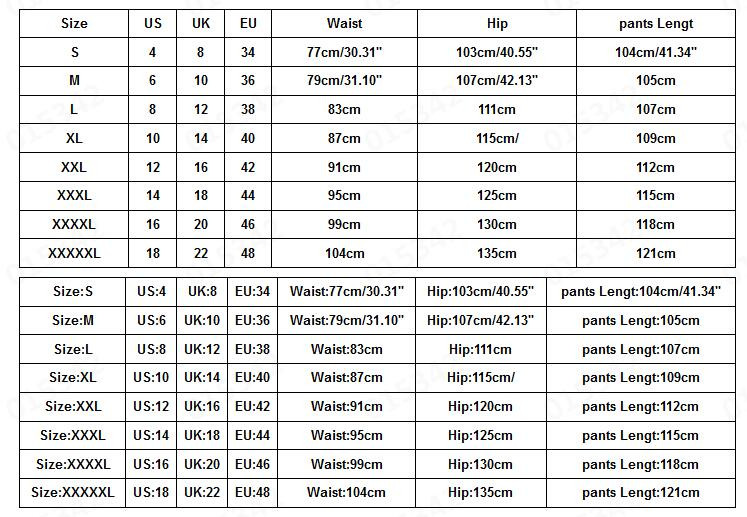 Size US UK EU Waist Hip pants Lengt
S 4 8 34 77cm/30.31" 103cm/40.55" 104cm/41.34"
M 6 10 36 79cm/31.10" 107cm/42.13" 105cm
L 8 12 38 83cm 111cm 107cm
XL 10 14 40 87cm 115cm/ 109cm
XXL 12 16 42 91cm 120cm 112cm
XXXL 14 18 44 95cm 125cm 115cm
XXXXL 16 20 46 99cm 130cm 118cm
XXXXXL 18 22 48 104cm 135cm 121cm
Size:S US:4 UK:8 EU:34 Waist:77cm/30.31" Hip:103cm/40.55" pants Lengt:104cm/41.34"
Size:M US:6 UK:10 EU:36 Waist:79cm/31.10" Hip:107cm/42.13" pants Lengt:105cm
Size:L US:8 UK:12 EU:38 Waist:83cm Hip:111cm pants Lengt:107cm
Size:XL US:10 UK:14 EU:40 Waist:87cm Hip:115cm/ pants Lengt:109cm
Size:XXL US:12 UK:16 EU:42 Waist:91cm Hip:120cm pants Lengt:112cm
Size:XXXL US:14 UK:18 EU:44 Waist:95cm Hip:125cm pants Lengt:115cm
Size:XXXXL US:16 UK:20 EU:46 Waist:99cm Hip:130cm pants Lengt:118cm
Size:XXXXXL US:18 UK:22 EU:48 Waist:104cm Hip:135cm pants Lengt:121cm